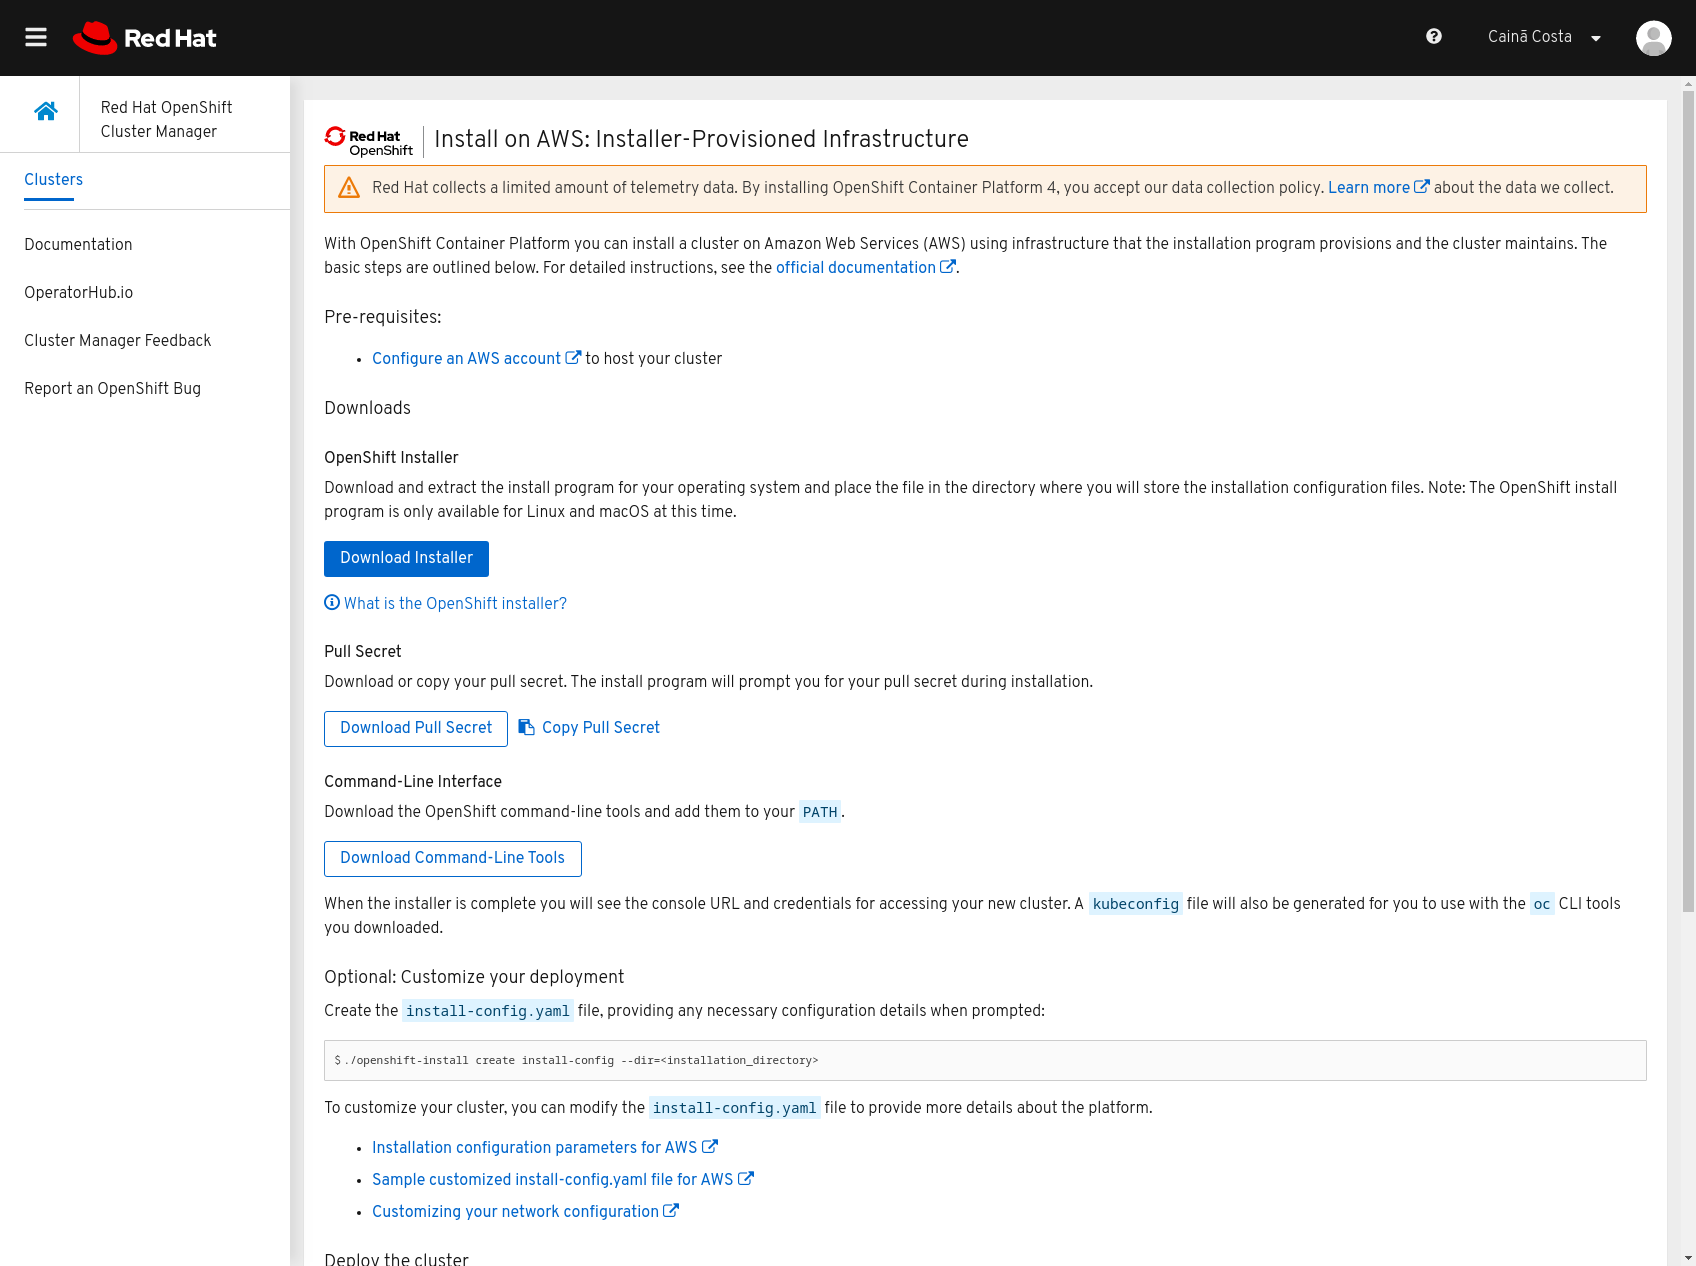 Red Hat
Cainã Costa
Red Hat OpenShift
Cluster Manager
Clusters
Documentation
OperatorHub.io
Cluster Manager Feedback
Report an OpenShift Bug
Red Hat
OpenShift
Install on AWS: Installer-Provisioned Infrastructure
Red Hat collects a limited amount of telemetry data. By installing OpenShift Container Platform 4, you accept our data collection policy. Learn more about the data we collect.
With OpenShift Container Platform you can install a cluster on Amazon Web Services (AWS) using infrastructure that the installation program provisions and the cluster maintains. The
basic steps are outlined below. For detailed instructions, see the official documentation.
Pre-requisites:
• Configure an AWS account to host your cluster
Downloads
OpenShift Installer
Download and extract the install program for your operating system and place the file in the directory where you will store the installation configuration files. Note: The OpenShift install
program is only available for Linux and macOS at this time.
Download Installer
What is the OpenShift installer?
Pull Secret
Download or copy your pull secret. The install program will prompt you for your pull secret during installation.
Download Pull Secret Copy Pull Secret
Command-Line Interface
Download the OpenShift command-line tools and add them to your PATH.
Download Command-Line Tools
When the installer is complete you will see the console URL and credentials for accessing your new cluster. A kubeconfig file will also be generated for you to use with the oc CLI tools
you downloaded.
Optional: Customize your deployment
Create the install-config.yaml file, providing any necessary configuration details when prompted:
$ ./openshift-install create install-config --dir=<installation_directory>
To customize your cluster, you can modify the install-config.yaml file to provide more details about the platform.
• Installation configuration parameters for AWS
• Sample customized install-config.yaml file for AWS
• Customizing your network configuration
Deploy the cluster